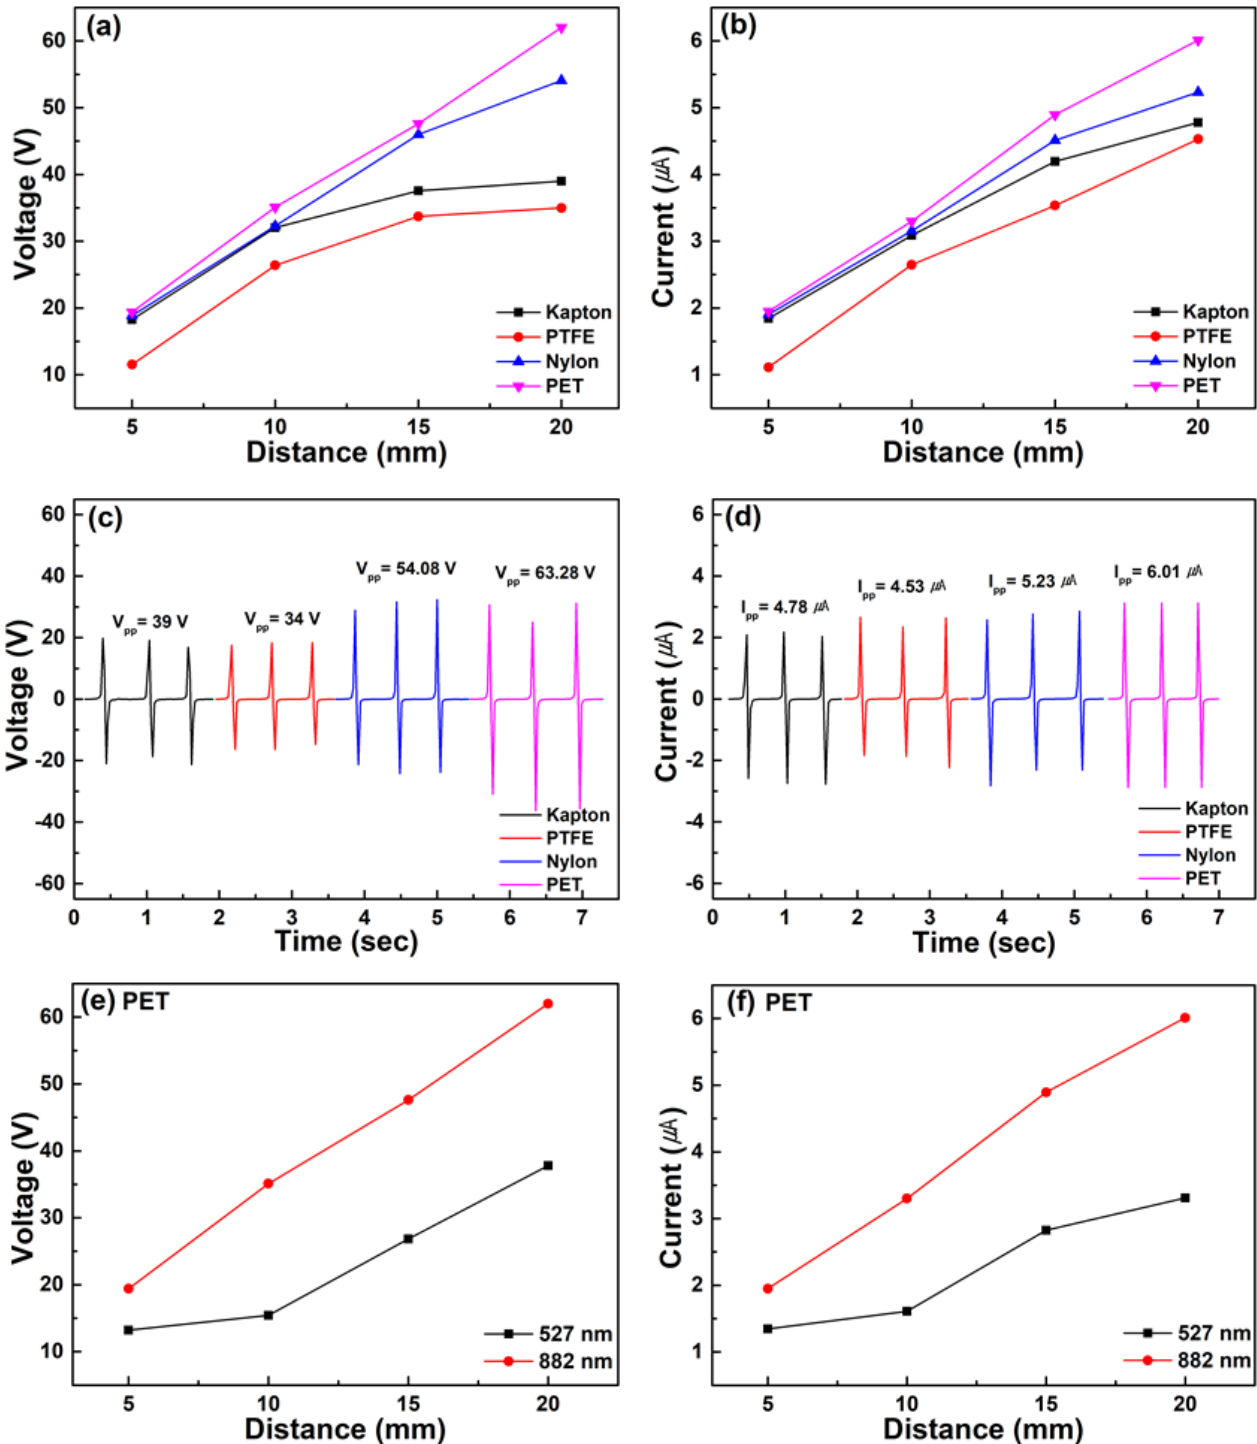 (a)
60
50
40
30
20
10
Voltage (V)
Kapton
PTFE
Nylon
PET
5 10 15 20
Distance (mm)
(b)
6
5
4
3
2
1
Current (㎂)
Kapton
PTFE
Nylon
PET
5 10 15 20
Distance (mm)
(c)
60
40
20
0
-20
-40
-60
Voltage (V)
Vpp= 39 V
Vpp= 34 V
Vpp= 54.08 V
Vpp= 63.28 V
Kapton
PTFE
Nylon
PET
0 1 2 3 4 5 6 7
Time (sec)
(d)
6
4
2
0
-2
-4
-6
Current (㎂)
Ipp= 4.78 ㎂
Ipp= 4.53 ㎂
Ipp= 5.23 ㎂
Ipp= 6.01 ㎂
Kapton
PTFE
Nylon
PET
0 1 2 3 4 5 6 7
Time (sec)
(e) PET
60
50
40
30
20
10
Voltage (V)
527 nm
882 nm
5 10 15 20
Distance (mm)
(f) PET
6
5
4
3
2
1
Current (㎂)
527 nm
882 nm
5 10 15 20
Distance (mm)